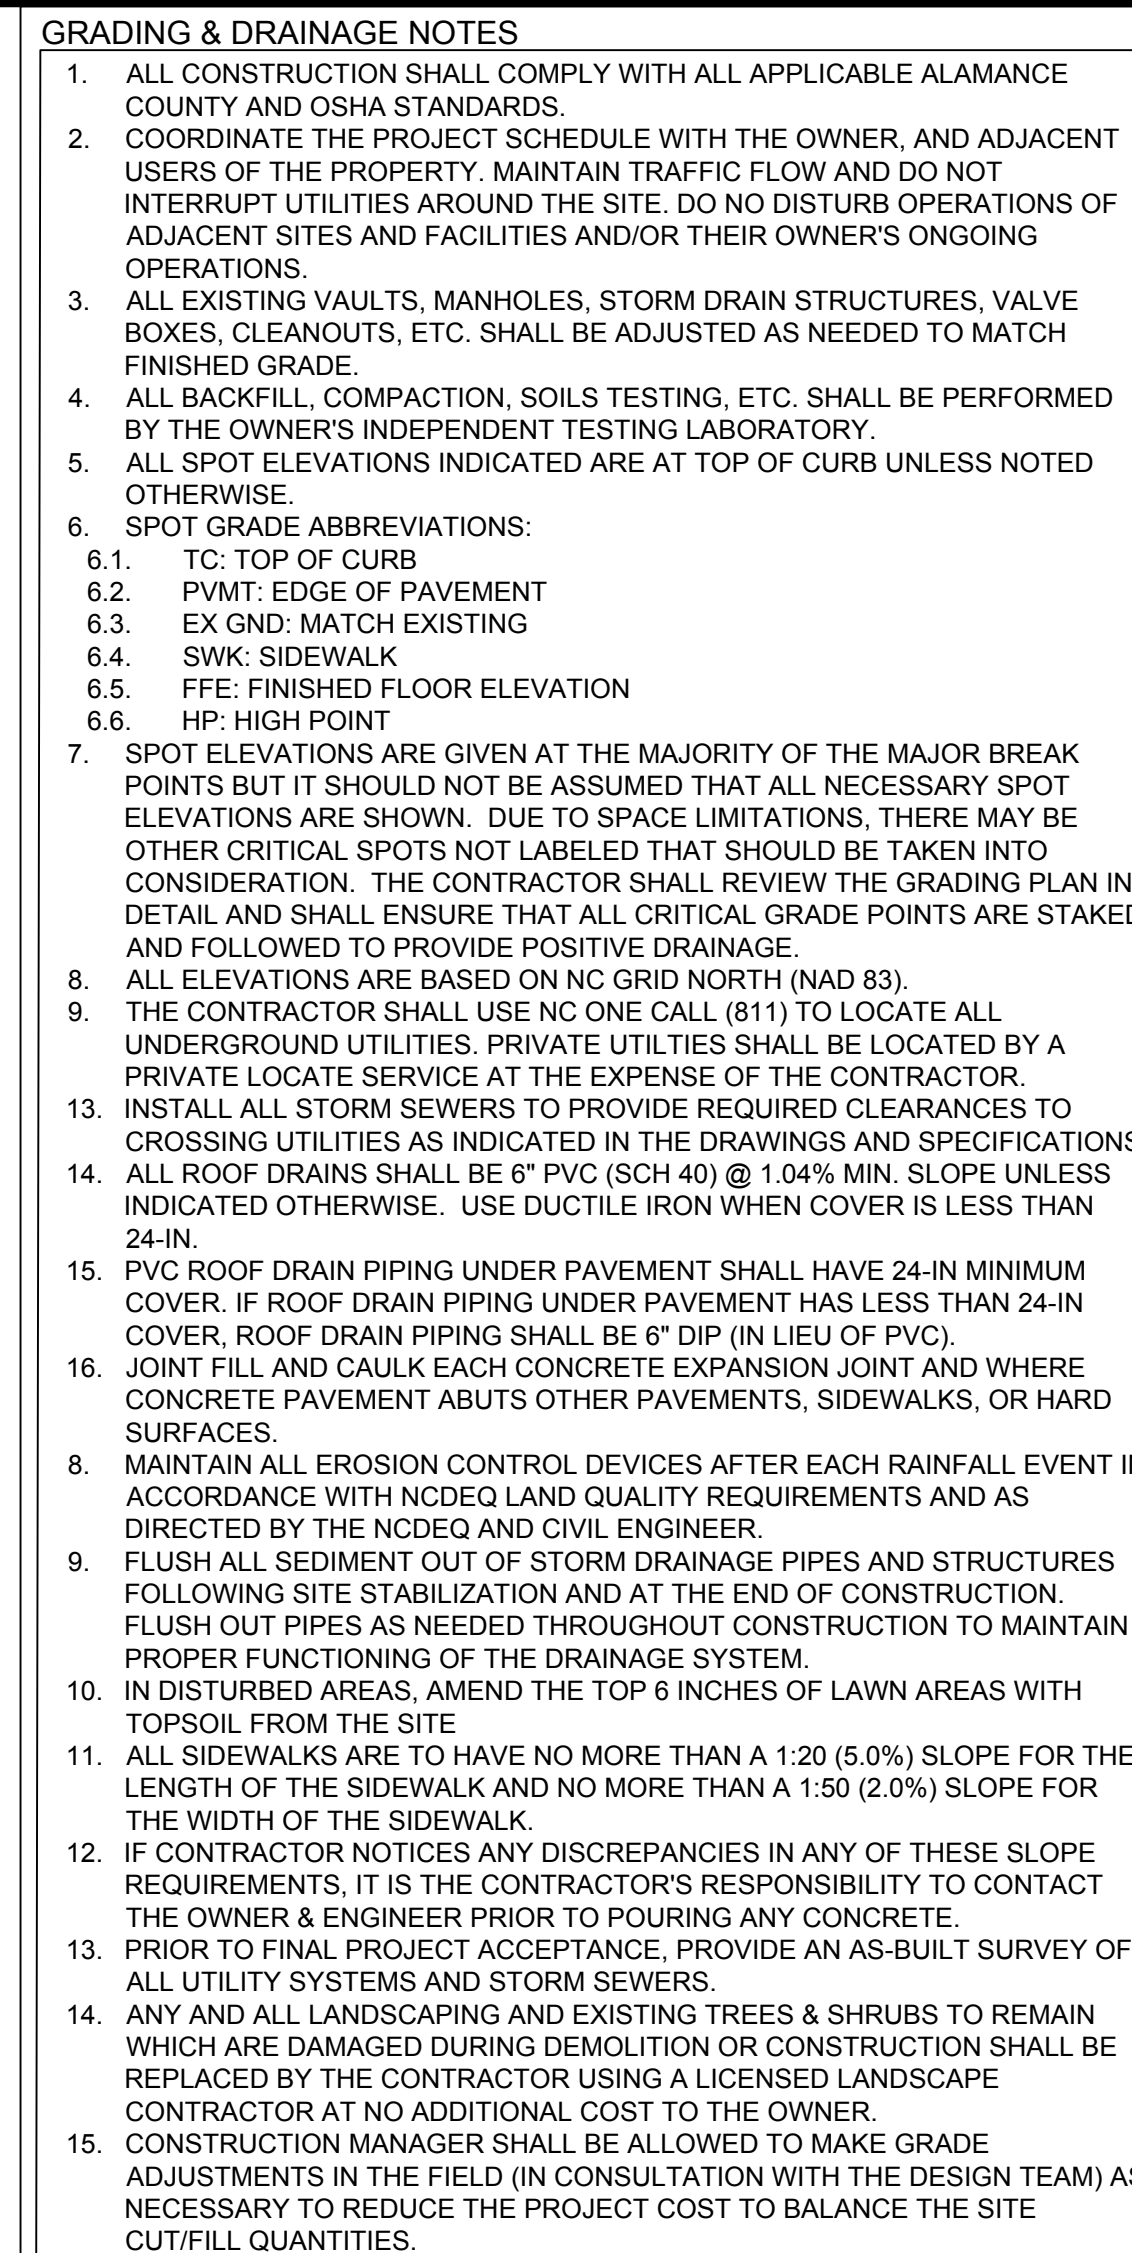 GRADING & DRAINAGE NOTES
1. ALL CONSTRUCTION SHALL COMPLY WITH ALL APPLICABLE ALAMANCE
COUNTY AND OSHA STANDARDS.
2. COORDINATE THE PROJECT SCHEDULE WITH THE OWNER, AND ADJACENT
USERS OF THE PROPERTY. MAINTAIN TRAFFIC FLOW AND DO NOT
INTERRUPT UTILITIES AROUND THE SITE. DO NO DISTURB OPERATIONS OF
ADJACENT SITES AND FACILITIES AND/OR THEIR OWNER'S ONGOING
OPERATIONS.
3. ALL EXISTING VAULTS, MANHOLES, STORM DRAIN STRUCTURES, VALVE
BOXES, CLEANOUTS, ETC. SHALL BE ADJUSTED AS NEEDED TO MATCH
FINISHED GRADE.
4. ALL BACKFILL, COMPACTION, SOILS TESTING, ETC. SHALL BE PERFORMED
BY THE OWNER'S INDEPENDENT TESTING LABORATORY.
5. ALL SPOT ELEVATIONS INDICATED ARE AT TOP OF CURB UNLESS NOTED
OTHERWISE.
6. SPOT GRADE ABBREVIATIONS:
6.1. TC: TOP OF CURB
6.2. PVMT: EDGE OF PAVEMENT
6.3. EX GND: MATCH EXISTING
6.4. SWK: SIDEWALK
6.5. FFE: FINISHED FLOOR ELEVATION
6.6. HP: HIGH POINT
7. SPOT ELEVATIONS ARE GIVEN AT THE MAJORITY OF THE MAJOR BREAK
POINTS BUT IT SHOULD NOT BE ASSUMED THAT ALL NECESSARY SPOT
ELEVATIONS ARE SHOWN. DUE TO SPACE LIMITATIONS, THERE MAY BE
OTHER CRITICAL SPOTS NOT LABELED THAT SHOULD BE TAKEN INTO
CONSIDERATION. THE CONTRACTOR SHALL REVIEW THE GRADING PLAN IN
DETAIL AND SHALL ENSURE THAT ALL CRITICAL GRADE POINTS ARE STAKED
AND FOLLOWED TO PROVIDE POSITIVE DRAINAGE.
8. ALL ELEVATIONS ARE BASED ON NC GRID NORTH (NAD 83).
9. THE CONTRACTOR SHALL USE NC ONE CALL (811) TO LOCATE ALL
UNDERGROUND UTILITIES. PRIVATE UTILTIES SHALL BE LOCATED BY A
PRIVATE LOCATE SERVICE AT THE EXPENSE OF THE CONTRACTOR.
13. INSTALL ALL STORM SEWERS TO PROVIDE REQUIRED CLEARANCES TO
CROSSING UTILITIES AS INDICATED IN THE DRAWINGS AND SPECIFICATIONS
14. ALL ROOF DRAINS SHALL BE 6" PVC (SCH 40) @ 1.04% MIN. SLOPE UNLESS
INDICATED OTHERWISE. USE DUCTILE IRON WHEN COVER IS LESS THAN
24-IN.
15. PVC ROOF DRAIN PIPING UNDER PAVEMENT SHALL HAVE 24-IN MINIMUM
COVER. IF ROOF DRAIN PIPING UNDER PAVEMENT HAS LESS THAN 24-IN
COVER, ROOF DRAIN PIPING SHALL BE 6" DIP (IN LIEU OF PVC).
16. JOINT FILL AND CAULK EACH CONCRETE EXPANSION JOINT AND WHERE
CONCRETE PAVEMENT ABUTS OTHER PAVEMENTS, SIDEWALKS, OR HARD
SURFACES.
8. MAINTAIN ALL EROSION CONTROL DEVICES AFTER EACH RAINFALL EVENT IN
ACCORDANCE WITH NCDEQ LAND QUALITY REQUIREMENTS AND AS
DIRECTED BY THE NCDEQ AND CIVIL ENGINEER.
9. FLUSH ALL SEDIMENT OUT OF STORM DRAINAGE PIPES AND STRUCTURES
FOLLOWING SITE STABILIZATION AND AT THE END OF CONSTRUCTION.
FLUSH OUT PIPES AS NEEDED THROUGHOUT CONSTRUCTION TO MAINTAIN
PROPER FUNCTIONING OF THE DRAINAGE SYSTEM.
10. IN DISTURBED AREAS, AMEND THE TOP 6 INCHES OF LAWN AREAS WITH
TOPSOIL FROM THE SITE
11. ALL SIDEWALKS ARE TO HAVE NO MORE THAN A 1:20 (5.0%) SLOPE FOR THE
LENGTH OF THE SIDEWALK AND NO MORE THAN A 1:50 (2.0%) SLOPE FOR
THE WIDTH OF THE SIDEWALK.
12. IF CONTRACTOR NOTICES ANY DISCREPANCIES IN ANY OF THESE SLOPE
REQUIREMENTS, IT IS THE CONTRACTOR'S RESPONSIBILITY TO CONTACT
THE OWNER & ENGINEER PRIOR TO POURING ANY CONCRETE.
13. PRIOR TO FINAL PROJECT ACCEPTANCE, PROVIDE AN AS-BUILT SURVEY OF
ALL UTILITY SYSTEMS AND STORM SEWERS.
14. ANY AND ALL LANDSCAPING AND EXISTING TREES & SHRUBS TO REMAIN
WHICH ARE DAMAGED DURING DEMOLITION OR CONSTRUCTION SHALL BE
REPLACED BY THE CONTRACTOR USING A LICENSED LANDSCAPE
CONTRACTOR AT NO ADDITIONAL COST TO THE OWNER.
15. CONSTRUCTION MANAGER SHALL BE ALLOWED TO MAKE GRADE
ADJUSTMENTS IN THE FIELD (IN CONSULTATION WITH THE DESIGN TEAM) AS
NECESSARY TO REDUCE THE PROJECT COST TO BALANCE THE SITE
CUT/FILL QUANTITIES.